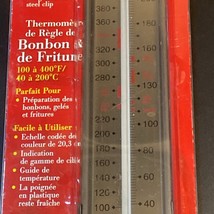 steel clip
Thermomètre
de Règle de
Bonbon &
de Friture
100 à 400°F/
40 à 200°C
Parfait Pour
• Préparation des
bonbons, gelés
et fritures
Facile à Utiliser
• Echelle codée de
couleur de 20,3
• Indication
de gamme de
• Guide de
température
• La poignée
en plastique
reste fraîche
360
340
320
300
280
260
240
220
200
180
160
140
120
100
180
160
140
120
100
80
60
40